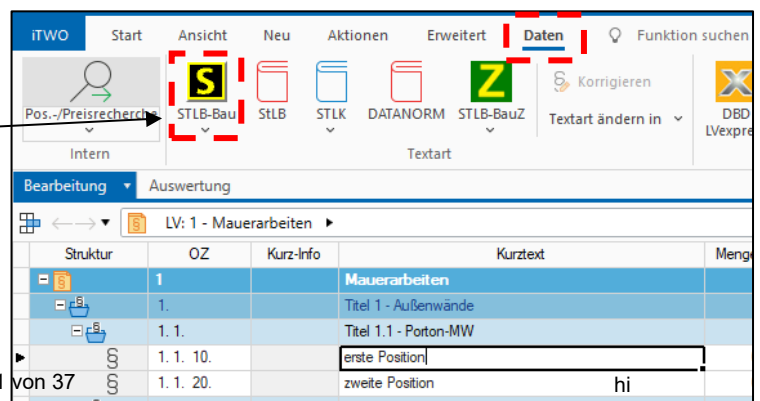 iTWO Start Ansicht Neu Aktionen Erweitert Daten Funktion suchen
S Z X
Korrigieren
Pos.-/Preisrecherche STLB-Bau StLB STLK DATANORM STLB-BauZ Textart ändern in DBD
LVexpre
Intern Textart
Bearbeitung Auswertung
LV: 1 - Mauerarbeiten
Struktur OZ Kurz-Info Kurztext Menge
1 Mauerarbeiten
1. Titel 1 - Außenwände
1. 1. Titel 1.1 - Porton-MW
§ 1. 1. 10. erste Position
von 37 § 1. 1. 20. zweite Position hi